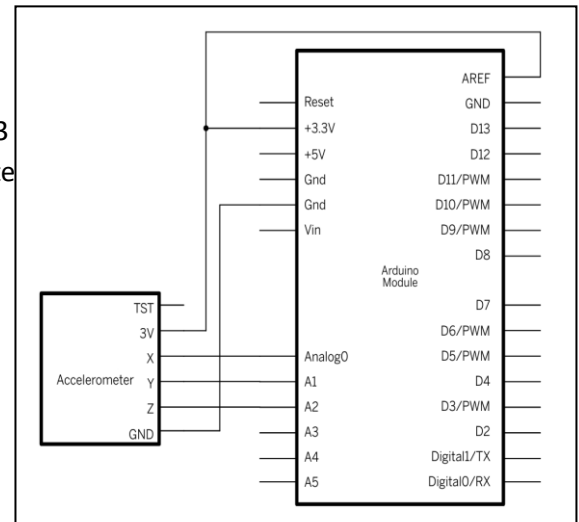 AREF
Reset
GND
+3.3V
D13
+5V
D12
Gnd
D11/PWM
Gnd
D10/PWM
Vin
D9/PWM
D8
Arduino
Module
TST
D7
3V
D6/PWM
X
Analog0
D5/PWM
Accelerometer
Y
A1
D4
Z
A2
D3/PWM
GND
A3
D2
A4
Digital1/TX
A5
Digital0/RX